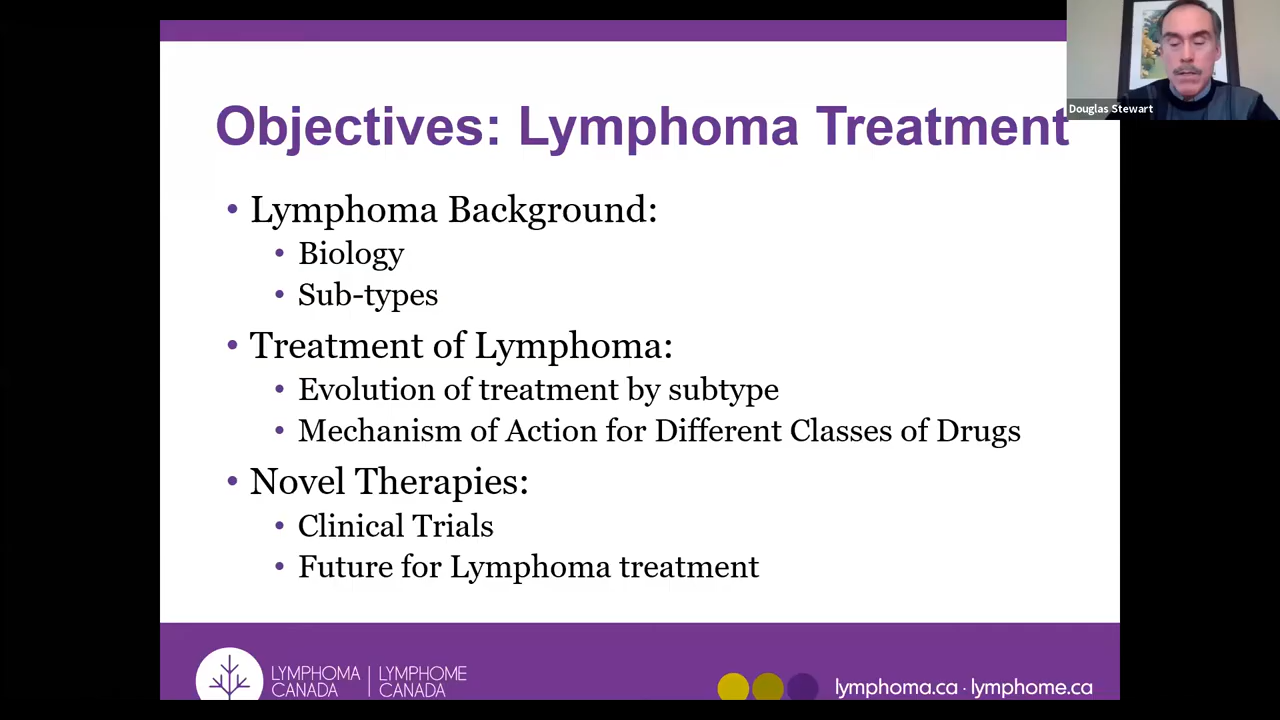 Objectives: Lymphoma Treatment
Douglas Stewart
• Lymphoma Background:
• Biology
• Sub-types
• Treatment of Lymphoma:
• Evolution of treatment by subtype
• Mechanism of Action for Different Classes of Drugs
• Novel Therapies:
• Clinical Trials
• Future for Lymphoma treatment
LYMPHOMA CANADA | LYMPHOME CANADA
lymphoma.ca · lymphome.ca